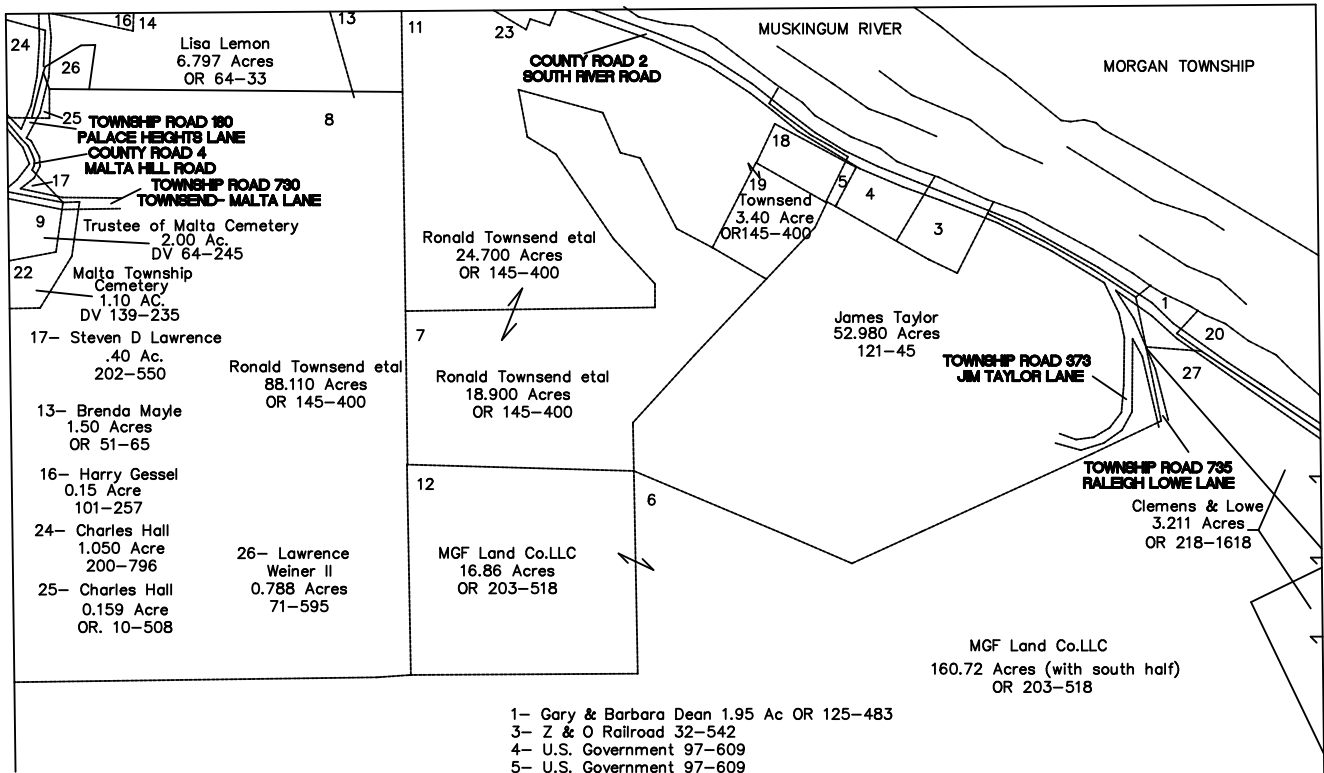 16
14
13
11
23
MUSKINGUM RIVER
MORGAN TOWNSHIP
24
26
Lisa Lemon
6.797 Acres
OR 64-33
COUNTY ROAD 2
SOUTH RIVER ROAD
25
TOWNSHIP ROAD 180
PALACE HEIGHTS LANE
COUNTY ROAD 4
MALTA HILL ROAD
8
17
TOWNSHIP ROAD 730
TOWNSEND- MALTA LANE
18
19
Townsend
3.40 Acre
OR145-400
5
4
3
9
Trustee of Malta Cemetery
2.00 Ac.
DV 64-245
22
Malta Township
Cemetery
1.10 AC.
DV 139-235
Ronald Townsend etal
24.700 Acres
OR 145-400
17- Steven D Lawrence
.40 Ac.
202-550
Ronald Townsend etal
88.110 Acres
OR 145-400
7
Ronald Townsend etal
18.900 Acres
OR 145-400
James Taylor
52.980 Acres
121-45
1
20
27
TOWNSHIP ROAD 373
JIM TAYLOR LANE
13- Brenda Mayle
1.50 Acres
OR 51-65
16- Harry Gessel
0.15 Acre
101-257
12
6
TOWNSHIP ROAD 735
RALEIGH LOWE LANE
Clemens & Lowe
3.211 Acres
OR 218-1618
24- Charles Hall
1.050 Acre
200-796
25- Charles Hall
0.159 Acre
OR. 10-508
26- Lawrence
Weiner II
0.788 Acres
71-595
MGF Land Co.LLC
16.86 Acres
OR 203-518
MGF Land Co.LLC
160.72 Acres (with south half)
OR 203-518
1- Gary & Barbara Dean 1.95 Ac OR 125-483
3- Z & O Railroad 32-542
4- U.S. Government 97-609
5- U.S. Government 97-609